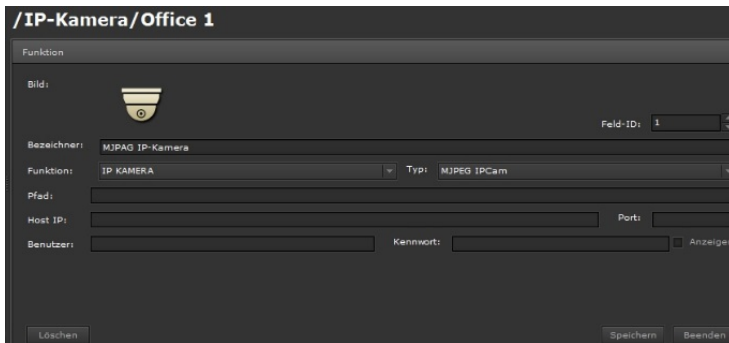 /IP-Kamera/Office 1
Funktion
Bild:
Feld-ID: 1
Bezeichner: MJPAG IP-Kamera
Funktion: IP KAMERA Typ: MJPEG IPCam
Pfad:
Host IP: Port:
Benutzer: Kennwort: Anzeigen
Löschen Speichern Beenden